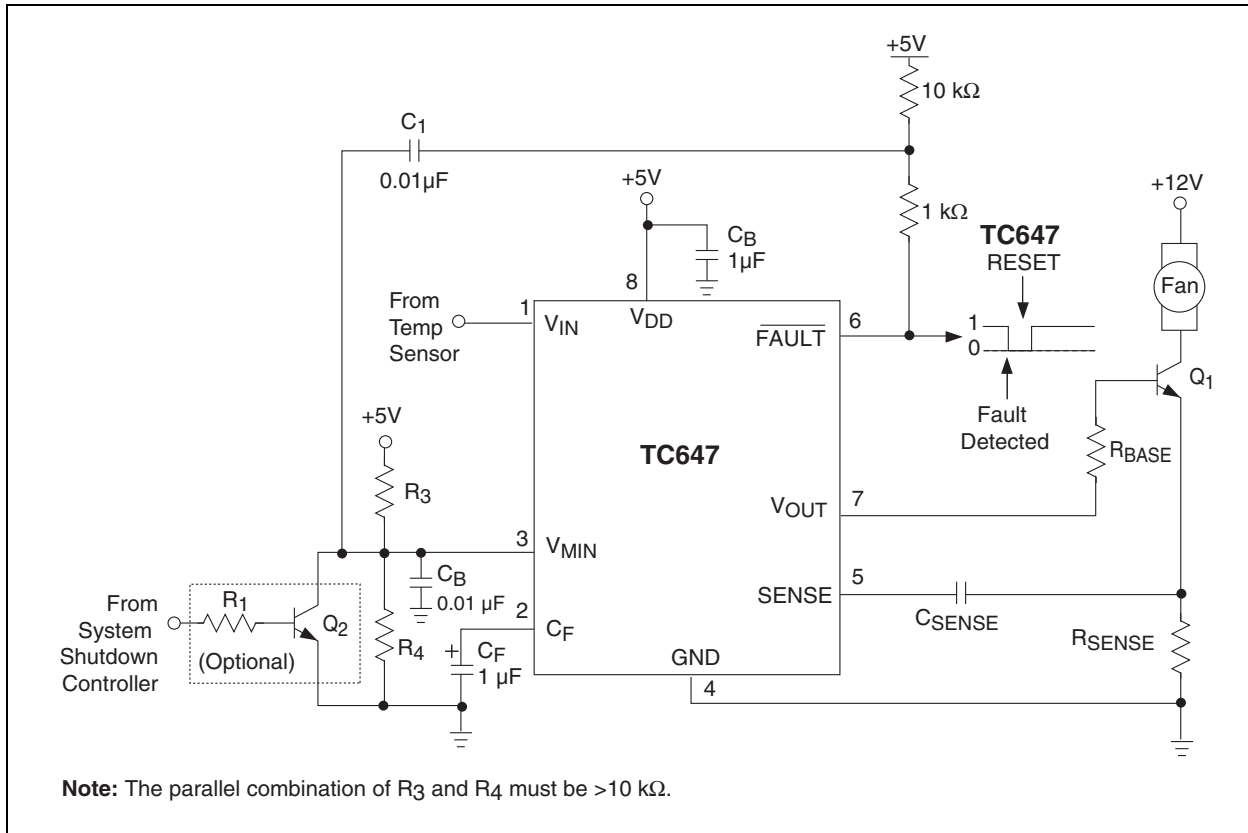 +5V
10 kΩ
C1
0.01µF
+5V
+12V
1 kΩ
CB
1µF
TC647
RESET
Fan
8
From
Temp
Sensor
1
VIN
VDD
6
FAULT
1
0
Q1
Fault
Detected
+5V
TC647
RBASE
R3
7
VOUT
3
VMIN
CB
0.01 µF
5
SENSE
CSENSE
From
System
Shutdown
Controller
R1
Q2
(Optional)
R4
2
CF
CF
+
1 µF
GND
4
RSENSE
Note: The parallel combination of R3 and R4 must be >10 kΩ.